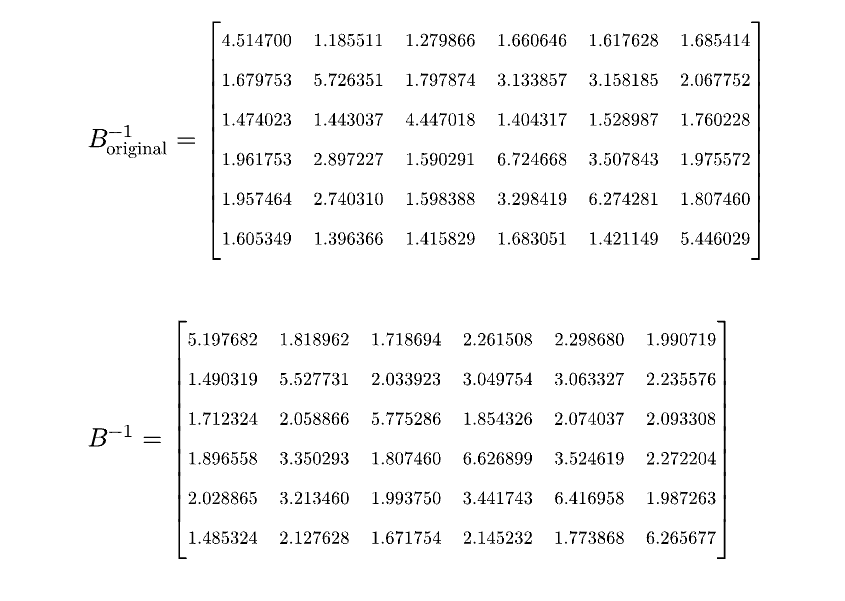 4.514700 1.185511 1.279866 1.660646 1.617628 1.685414
1.679753 5.726351 1.797874 3.133857 3.158185 2.067752
1.474023 1.443037 4.447018 1.404317 1.528987 1.760228
B⁻¹original =
1.961753 2.897227 1.590291 6.724668 3.507843 1.975572
1.957464 2.740310 1.598388 3.298419 6.274281 1.807460
1.605349 1.396366 1.415829 1.683051 1.421149 5.446029
5.197682 1.818962 1.718694 2.261508 2.298680 1.990719
1.490319 5.527731 2.033923 3.049754 3.063327 2.235576
1.712324 2.058866 5.775286 1.854326 2.074037 2.093308
B⁻¹ =
1.896558 3.350293 1.807460 6.626899 3.524619 2.272204
2.028865 3.213460 1.993750 3.441743 6.416958 1.987263
1.485324 2.127628 1.671754 2.145232 1.773868 6.265677